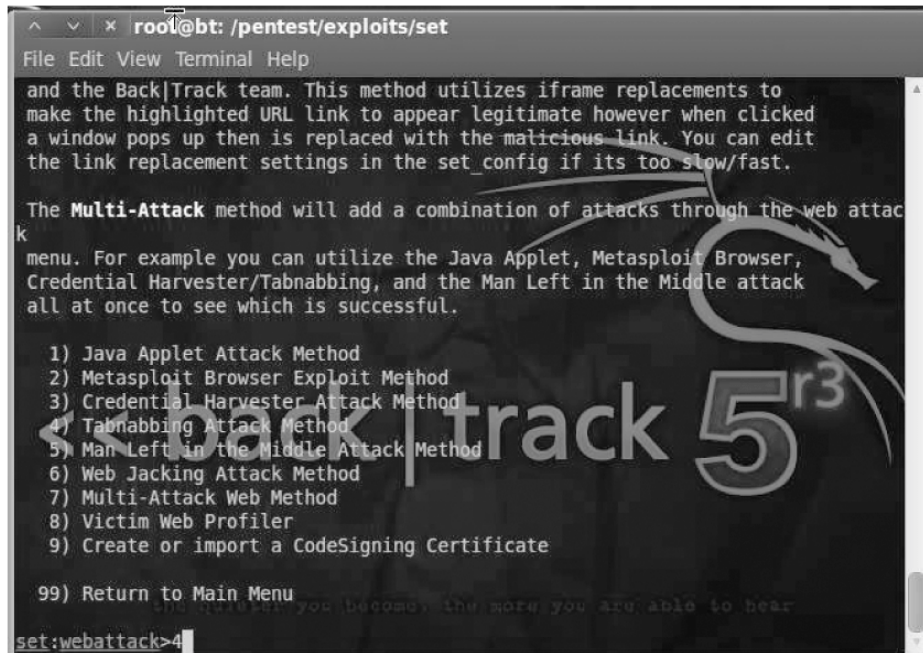 root@bt: /pentest/exploits/set
File Edit View Terminal Help
and the Back|Track team. This method utilizes iframe replacements to
make the highlighted URL link to appear legitimate however when clicked
a window pops up then is replaced with the malicious link. You can edit
the link replacement settings in the set_config if its too slow/fast.
The Multi-Attack method will add a combination of attacks through the web attac
k
menu. For example you can utilize the Java Applet, Metasploit Browser,
Credential Harvester/Tabnabbing, and the Man Left in the Middle attack
all at once to see which is successful.
1) Java Applet Attack Method
2) Metasploit Browser Exploit Method
3) Credential Harvester Attack Method
4) Tabnabbing Attack Method
5) Man Left in the Middle Attack Method
6) Web Jacking Attack Method
7) Multi-Attack Web Method
8) Victim Web Profiler
9) Create or import a CodeSigning Certificate
99) Return to Main Menu
set:webattack>4
<< back | track 5 r3
the quieter you become, the more you are able to hear